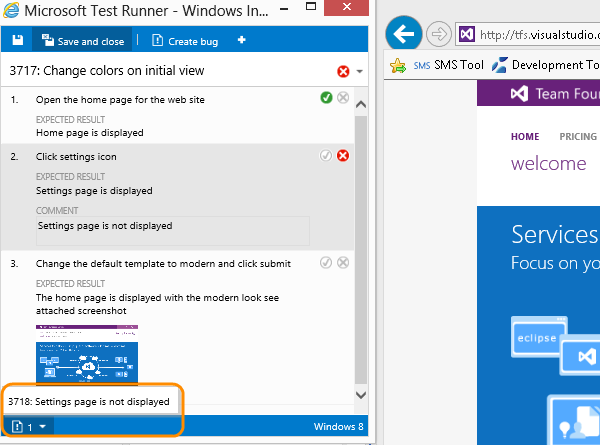 Microsoft Test Runner - Windows In...
Save and close
Create bug
3717: Change colors on initial view
1. Open the home page for the web site
EXPECTED RESULT
Home page is displayed
2. Click settings icon
EXPECTED RESULT
Settings page is displayed
COMMENT
Settings page is not displayed
3. Change the default template to modern and click submit
EXPECTED RESULT
The home page is displayed with the modern look see
attached screenshot
3718: Settings page is not displayed
1
Windows 8
http://tfs.visualstudio.c
SMS SMS Tool
Development To
Team Foun
HOME PRICING
welcome
Services
Focus on yo
eclipse